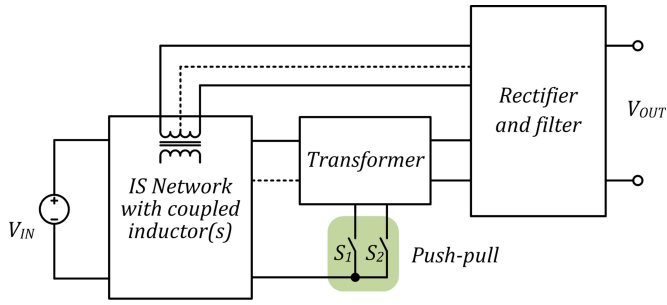 Rectifier
and filter
V_OUT
Transformer
IS Network
with coupled
inductor(s)
V_IN
+
−
S_1
S_2
Push-pull